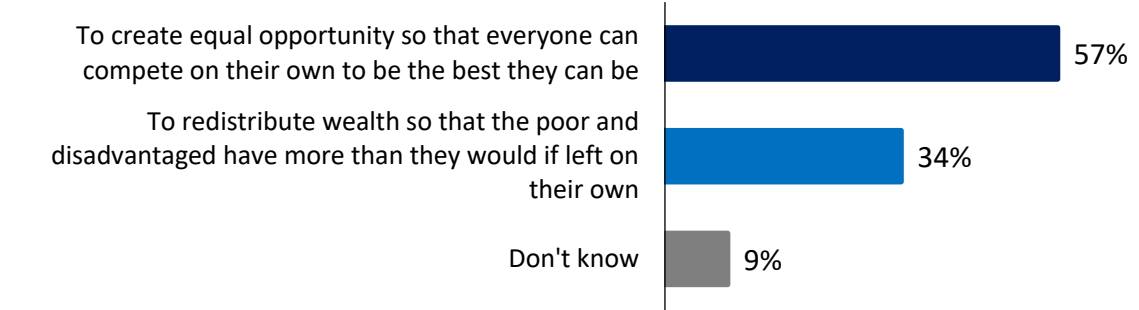 To create equal opportunity so that everyone can
compete on their own to be the best they can be
57%
To redistribute wealth so that the poor and
disadvantaged have more than they would if left on
their own
34%
Don't know
9%